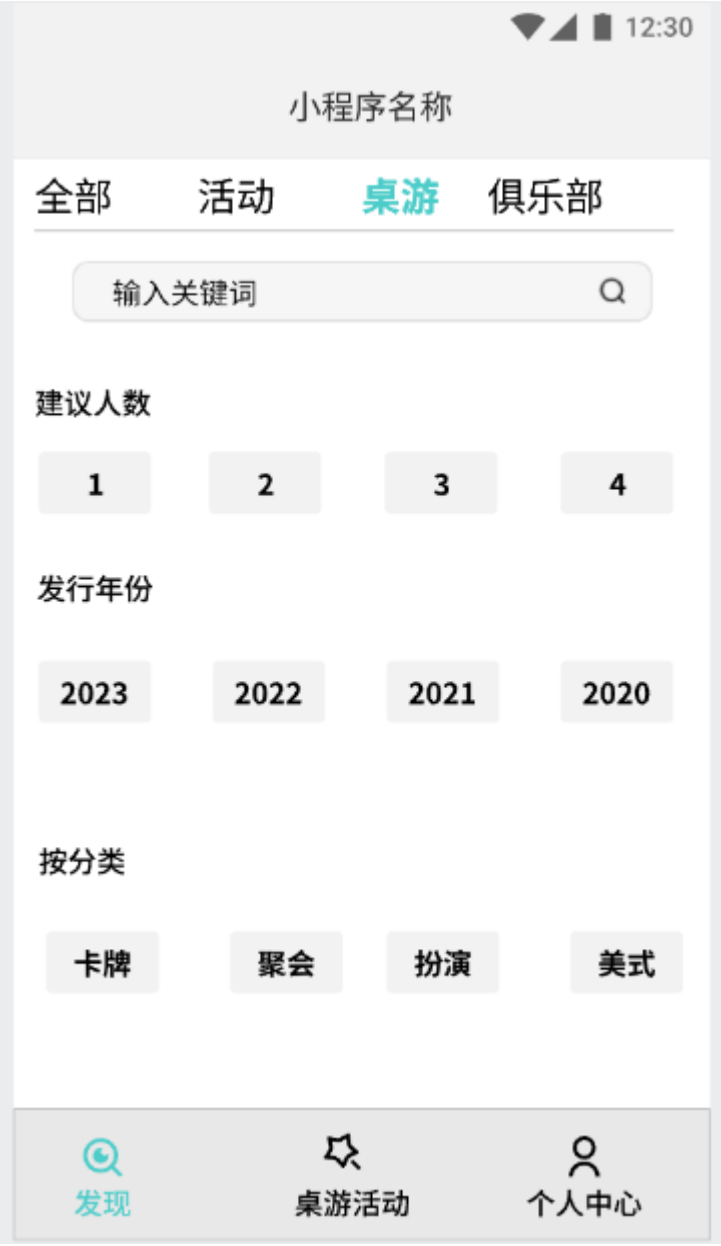 12:30
小程序名称
全部 活动 桌游 俱乐部
输入关键词
建议人数
1 2 3 4
发行年份
2023 2022 2021 2020
按分类
卡牌 聚会 扮演 美式
发现 桌游活动 个人中心